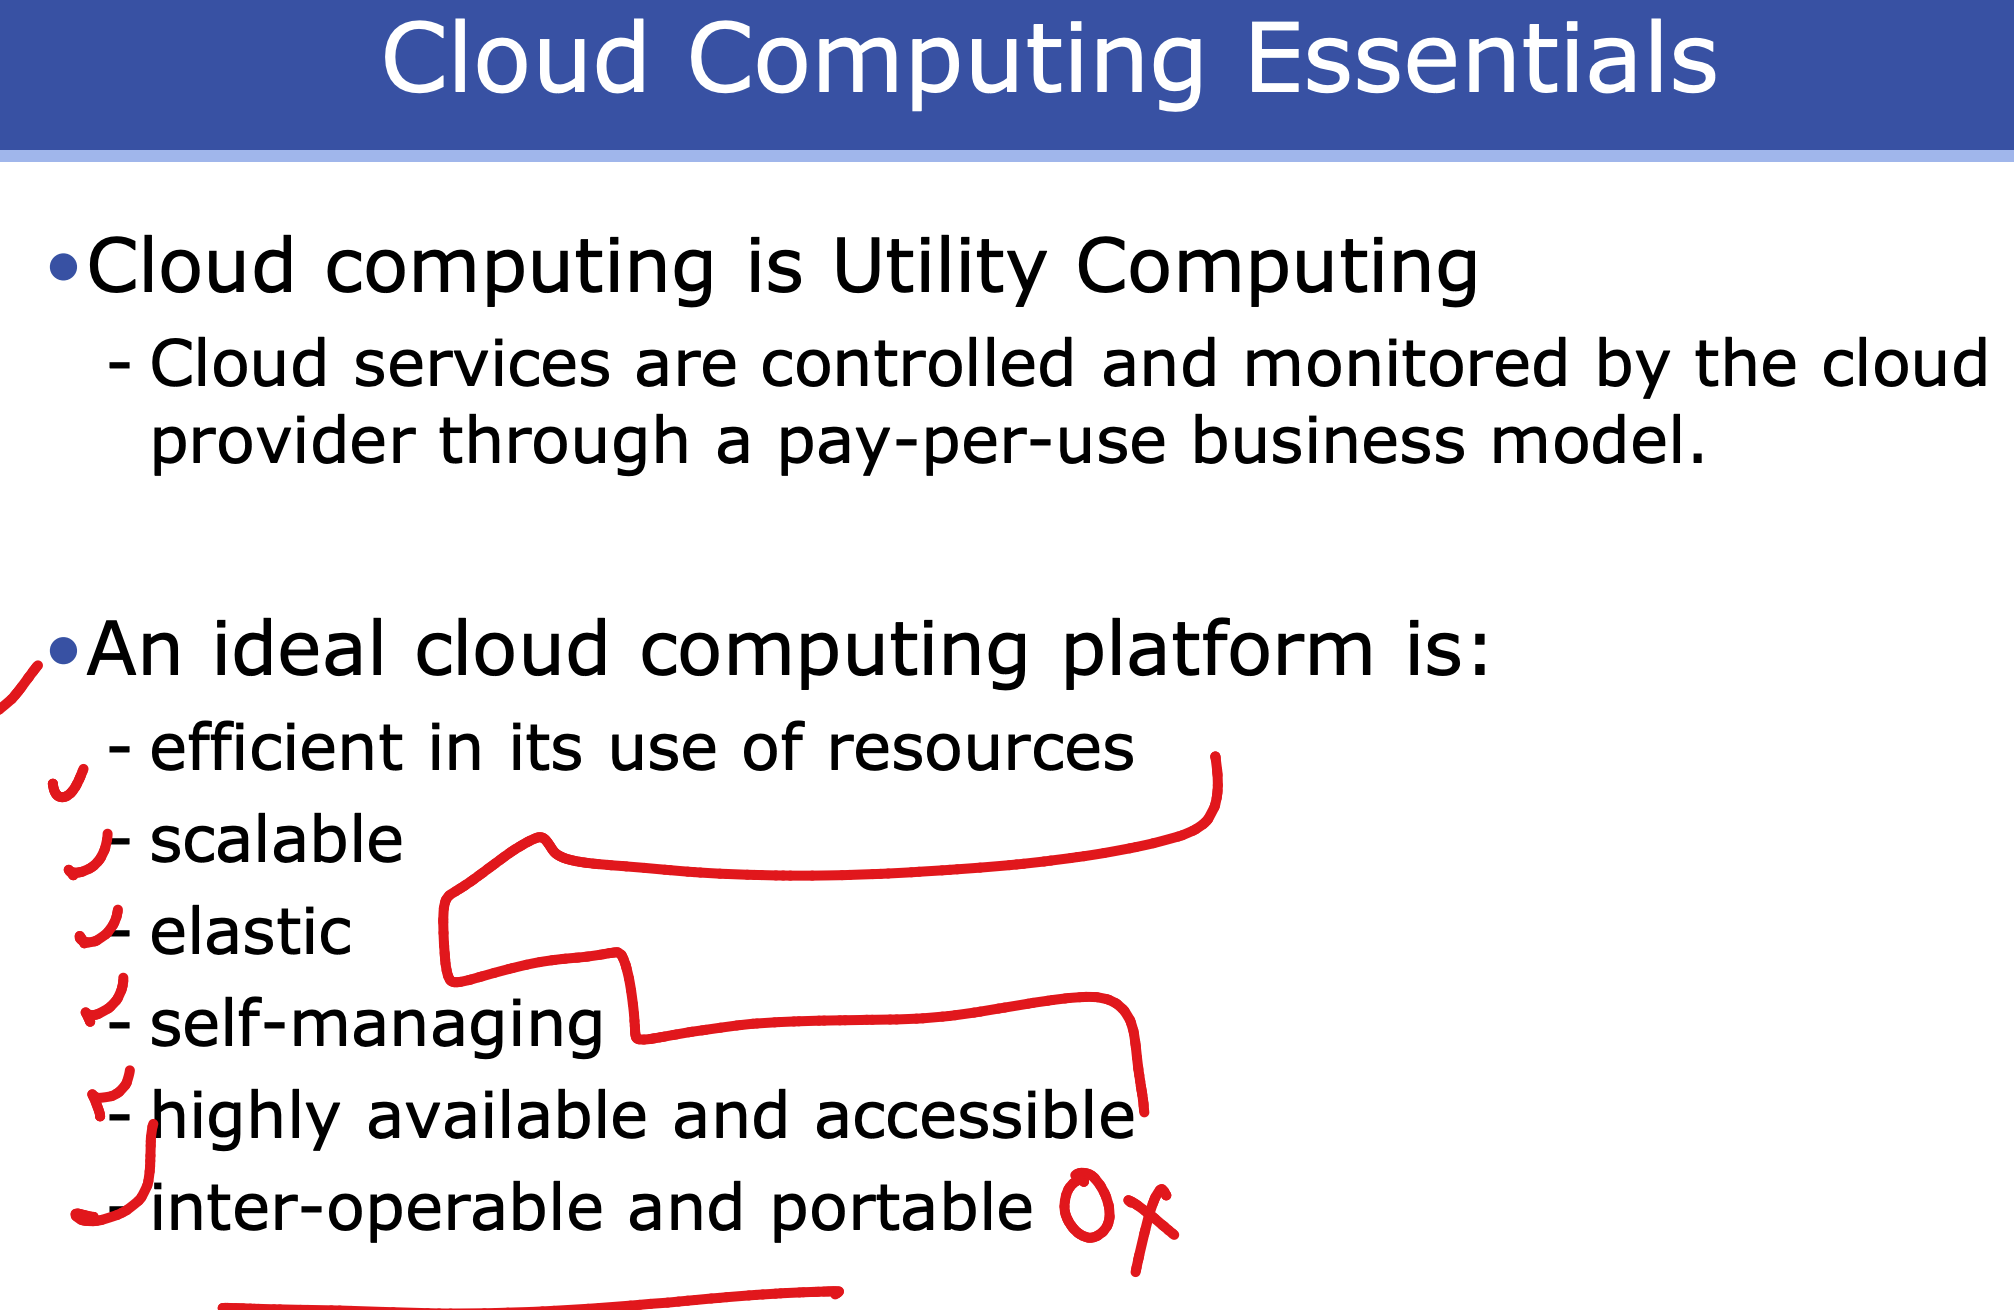 Cloud Computing Essentials
•Cloud computing is Utility Computing
- Cloud services are controlled and monitored by the cloud
provider through a pay-per-use business model.
•An ideal cloud computing platform is:
- efficient in its use of resources
- scalable
- elastic
- self-managing
- highly available and accessible
- inter-operable and portable